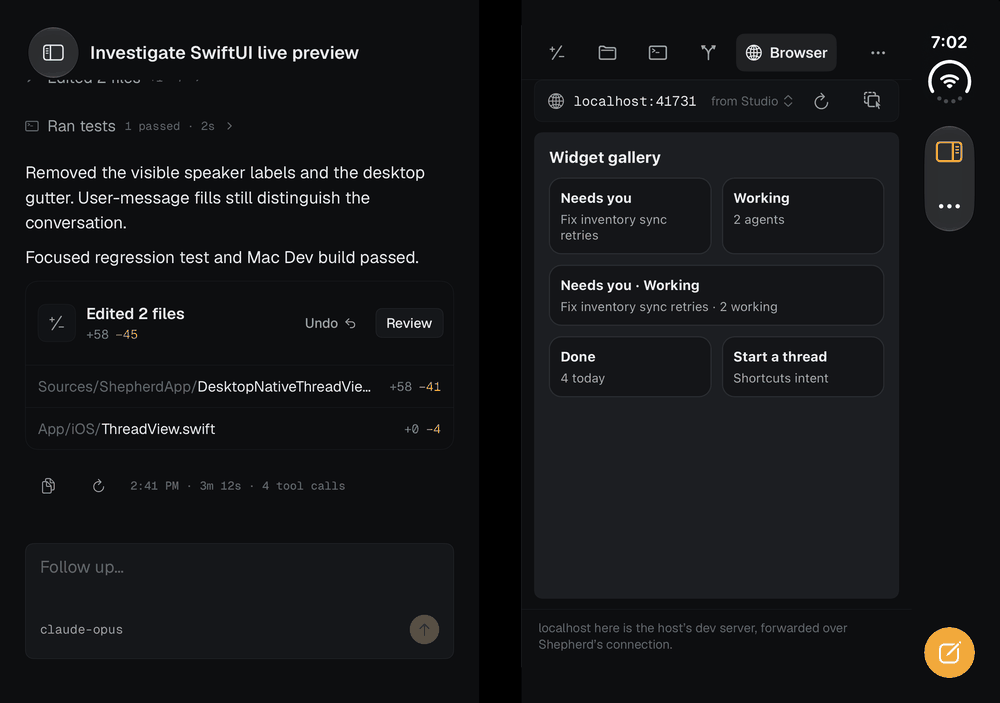 Investigate SwiftUI live preview
Edited 2 files
Ran tests 1 passed · 2s
Removed the visible speaker labels and the desktop
gutter. User-message fills still distinguish the
conversation.
Focused regression test and Mac Dev build passed.
Edited 2 files
+58 −45
Undo
Review
Sources/ShepherdApp/DesktopNativeThreadVie... +58 −41
App/iOS/ThreadView.swift +0 −4
2:41 PM · 3m 12s · 4 tool calls
Follow up...
claude-opus
Browser
localhost:41731 from Studio
Widget gallery
Needs you
Fix inventory sync
retries
Working
2 agents
Needs you · Working
Fix inventory sync retries · 2 working
Done
4 today
Start a thread
Shortcuts intent
localhost here is the host's dev server, forwarded over
Shepherd's connection.
7:02